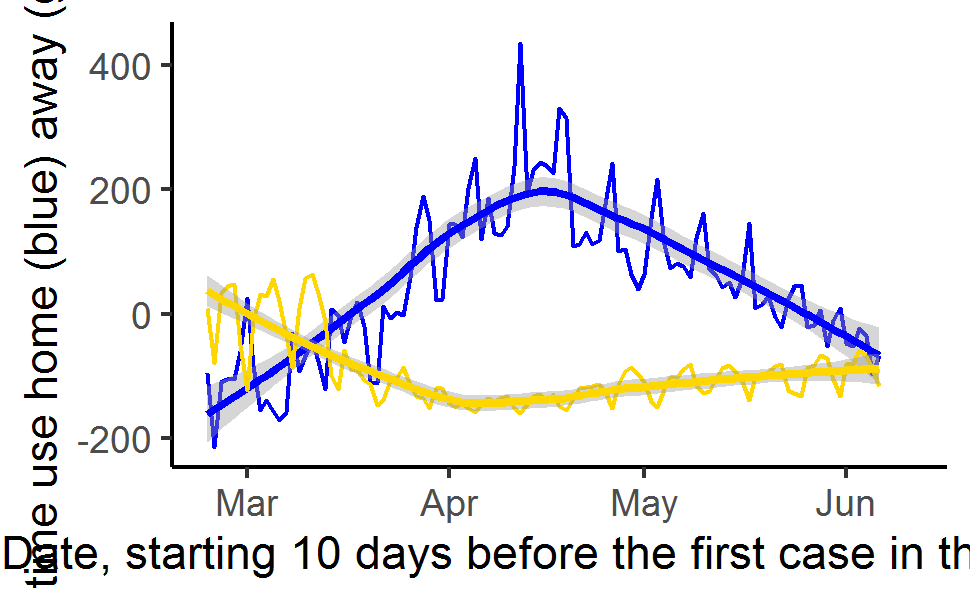 time use home (blue) away (
400
200
0
-200
Mar Apr May Jun
Date, starting 10 days before the first case in th